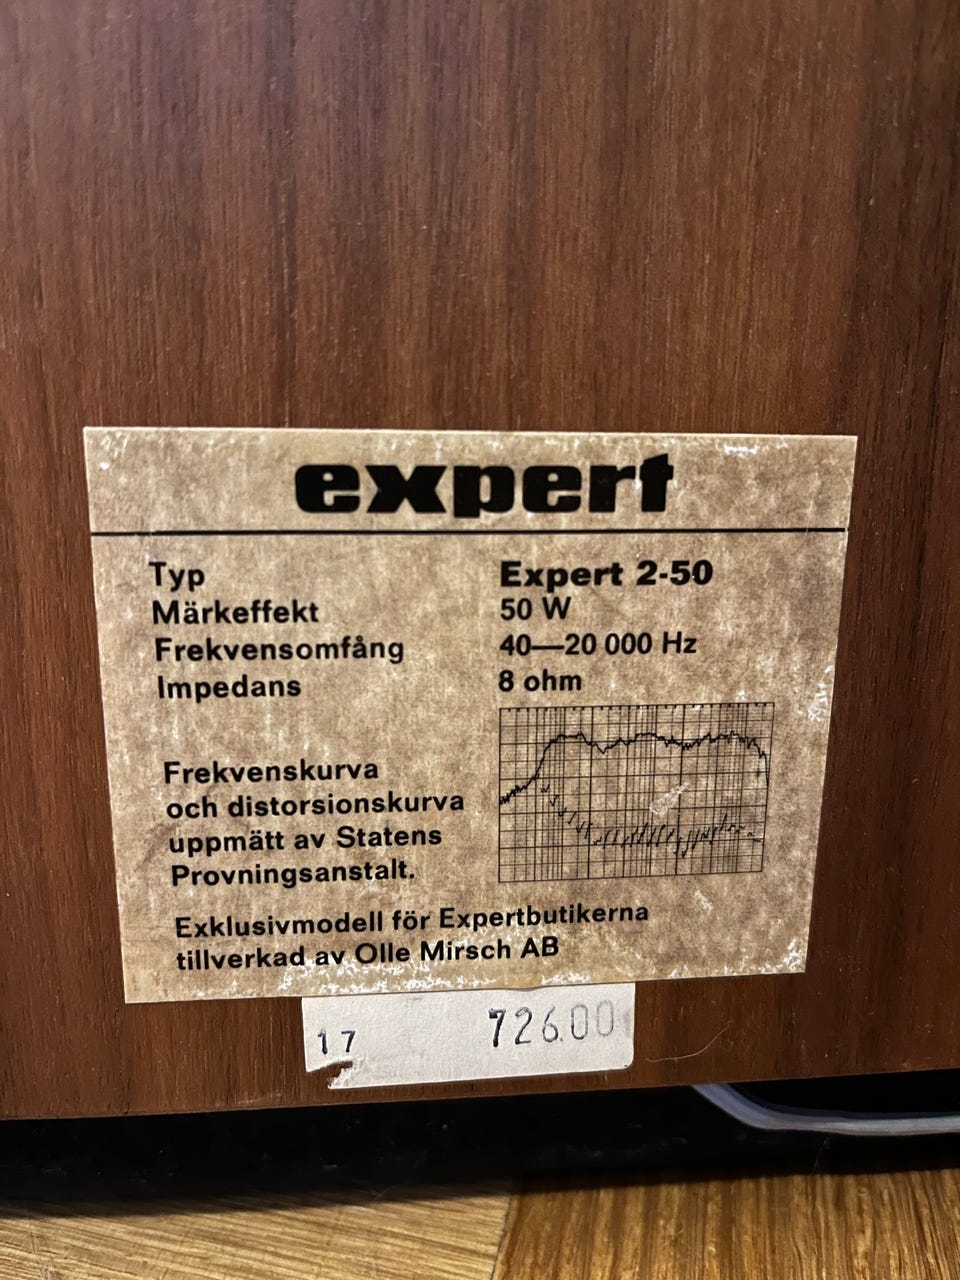 expert
Typ Expert 2-50
Märkeffekt 50 W
Frekvensomfång 40—20 000 Hz
Impedans 8 ohm
Frekvenskurva
och distorsionskurva
uppmätt av Statens
Provningsanstalt.
Exklusivmodell för Expertbutikerna
tillverkad av Olle Mirsch AB
17 726.00